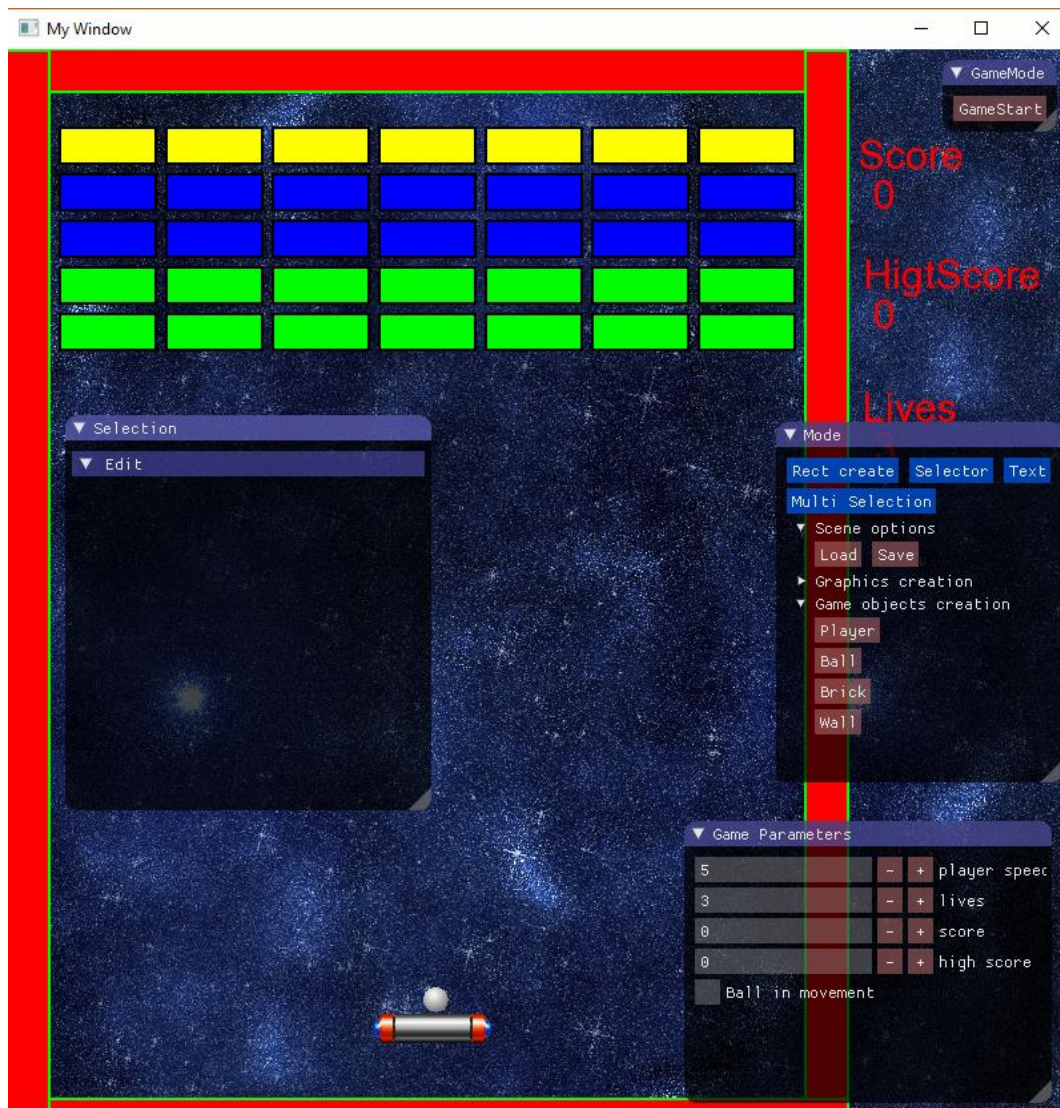 My Window
GameMode
GameStart
Score
0
HigtScore
0
Lives
3
Selection
Edit
Mode
Rect create Selector Text
Multi Selection
Scene options
Load Save
Graphics creation
Game objects creation
Player
Ball
Brick
Wall
Game Parameters
5 - + player speed
3 - + lives
0 - + score
0 - + high score
Ball in movement